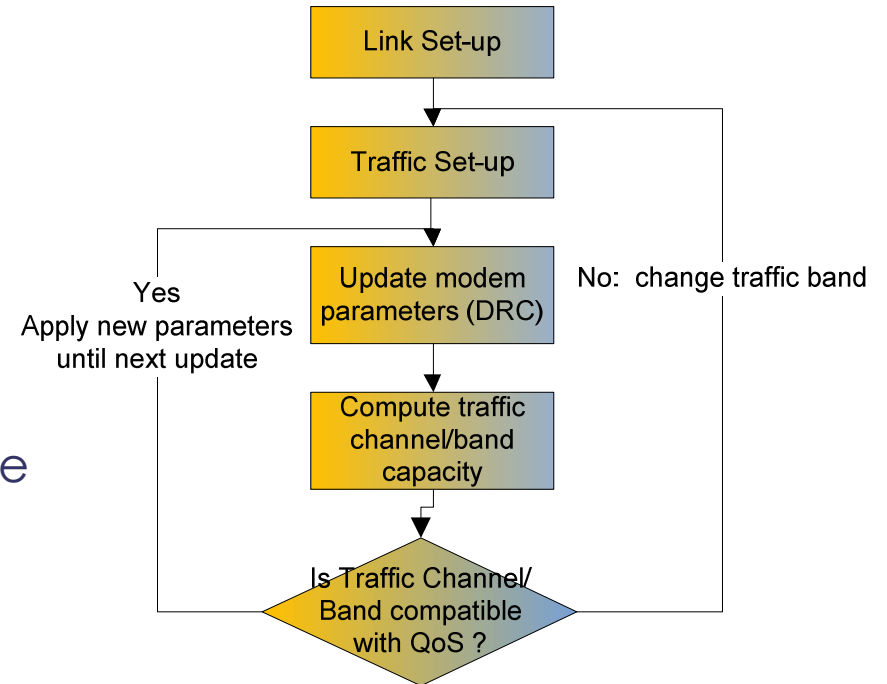 Link Set-up
Traffic Set-up
Update modem
parameters (DRC)
No: change traffic band
Yes
Apply new parameters
until next update
Compute traffic
channel/band
capacity
e
Is Traffic Channel/
Band compatible
with QoS ?